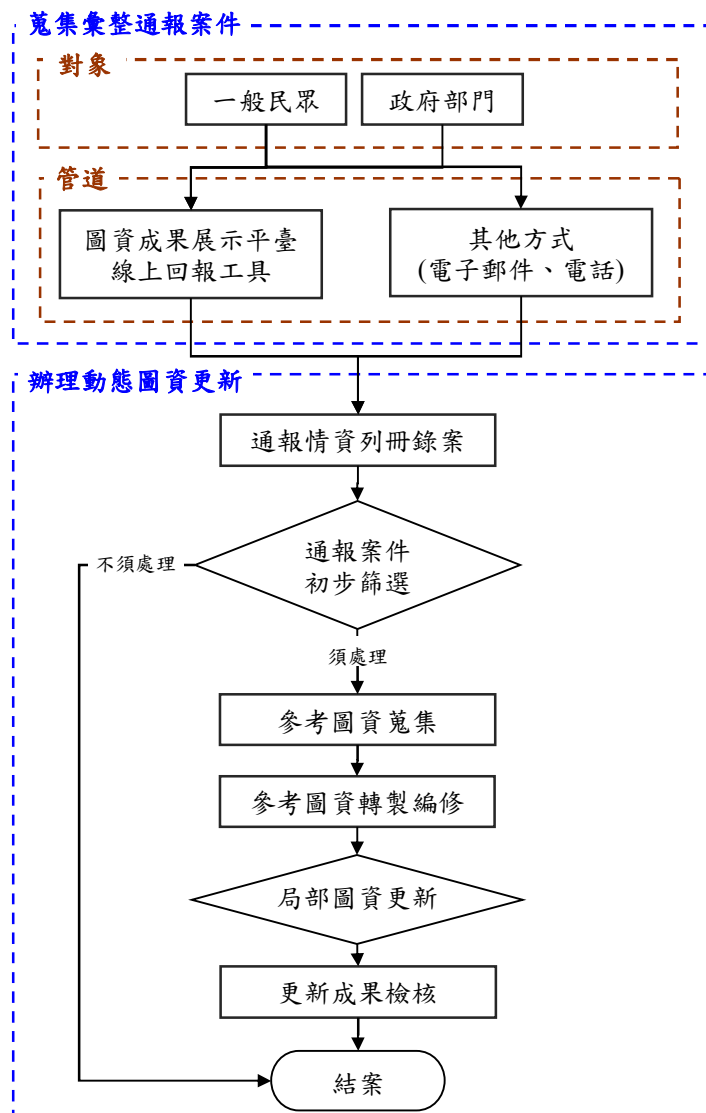 蒐集彙整通報案件
對象
一般民眾
政府部門
管道
圖資成果展示平臺
線上回報工具
其他方式
(電子郵件、電話)
辦理動態圖資更新
通報情資列冊錄案
通報案件
初步篩選
不須處理
須處理
參考圖資蒐集
參考圖資轉製編修
局部圖資更新
更新成果檢核
結案